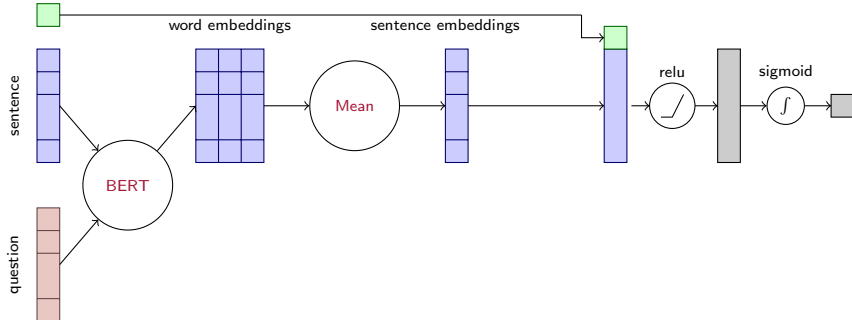 word embeddings
sentence embeddings
sentence
Mean
relu
sigmoid
∫
BERT
question